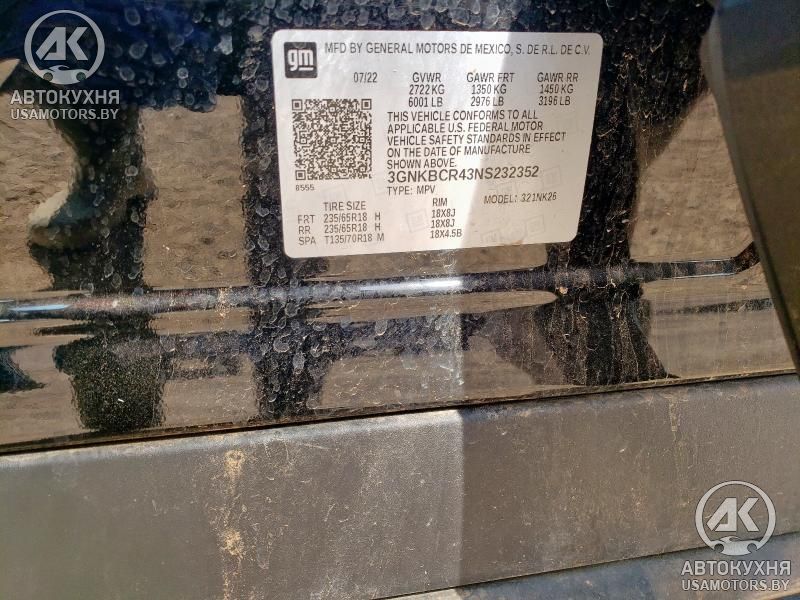 AK
АВТОКУХНЯ
USAMOTORS.BY
gm
MFD BY GENERAL MOTORS DE MEXICO, S. DE R.L. DE C.V.
07/22 GVWR GAWR FRT GAWR RR
2722 KG 1350 KG 1450 KG
6001 LB 2976 LB 3196 LB
THIS VEHICLE CONFORMS TO ALL
APPLICABLE U.S. FEDERAL MOTOR
VEHICLE SAFETY STANDARDS IN EFFECT
ON THE DATE OF MANUFACTURE
SHOWN ABOVE.
8555
3GNKBCR43NS232352
TYPE: MPV MODEL: 321NK26
TIRE SIZE RIM
FRT 235/65R18 H 18X8J
RR 235/65R18 H 18X8J
SPA T135/70R18 M 18X4.5B
AK
АВТОКУХНЯ
USAMOTORS.BY